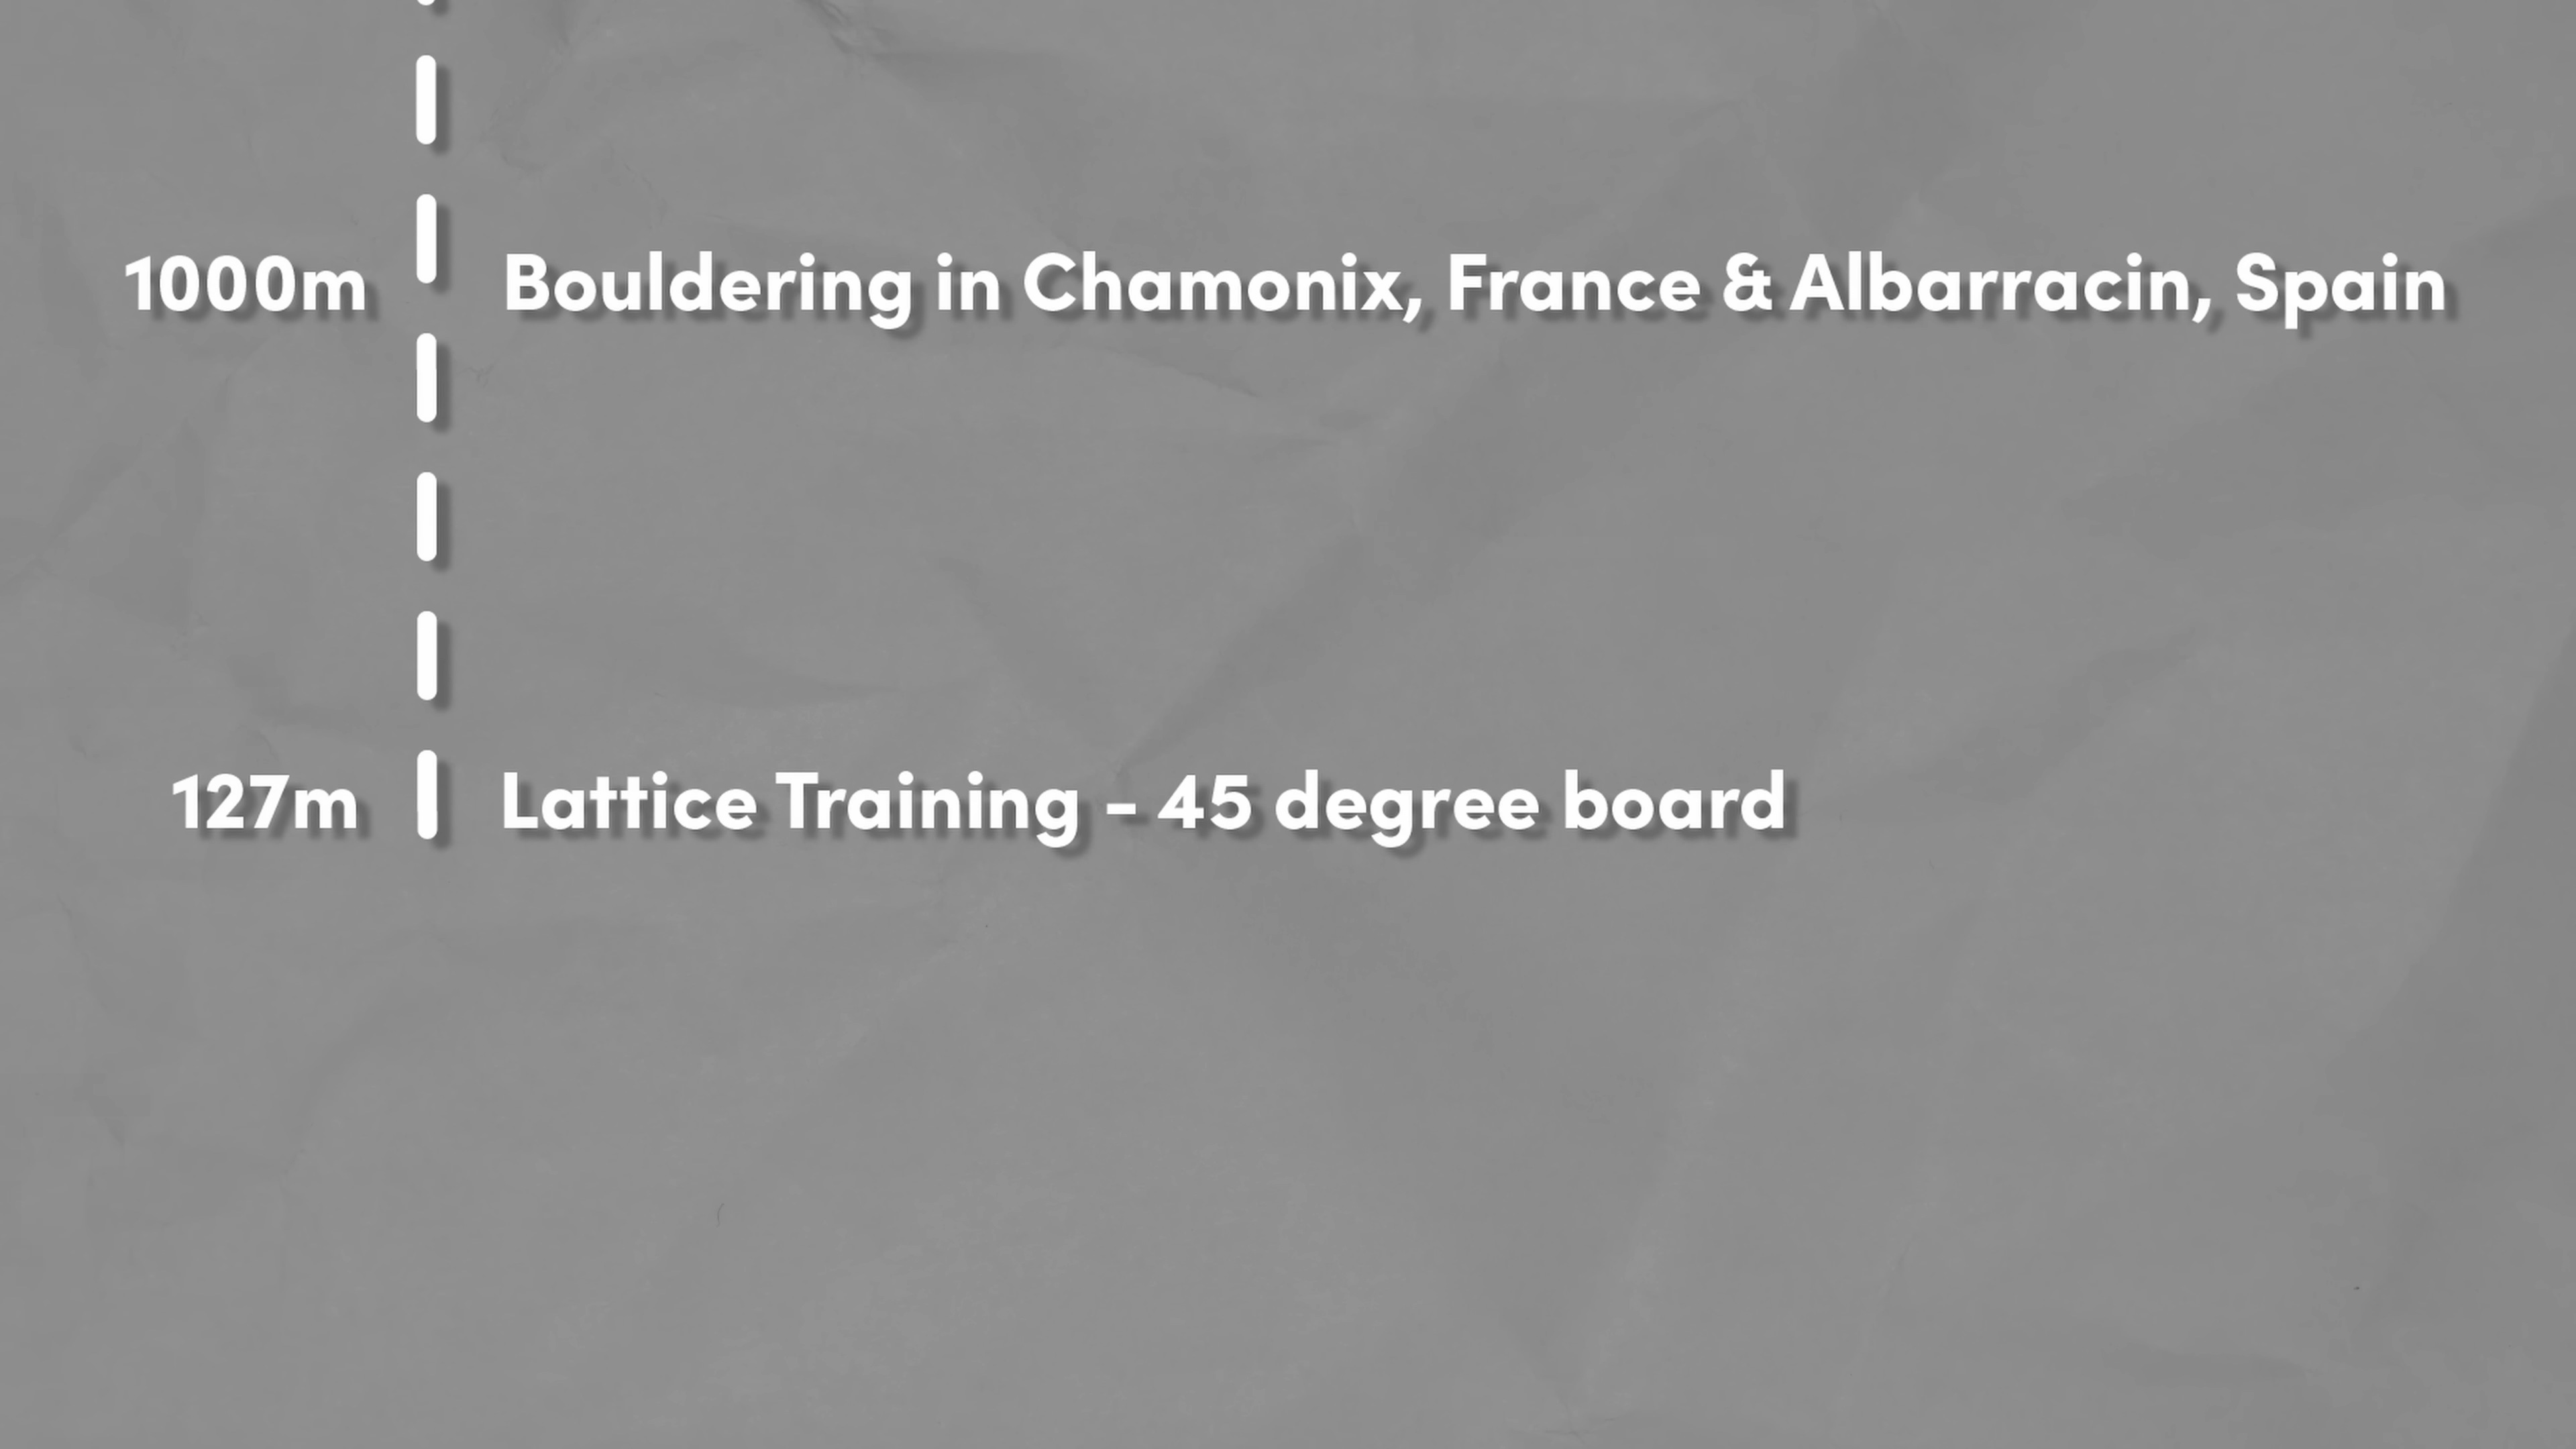 1000m Bouldering in Chamonix, France & Albarracin, Spain
127m Lattice Training - 45 degree board